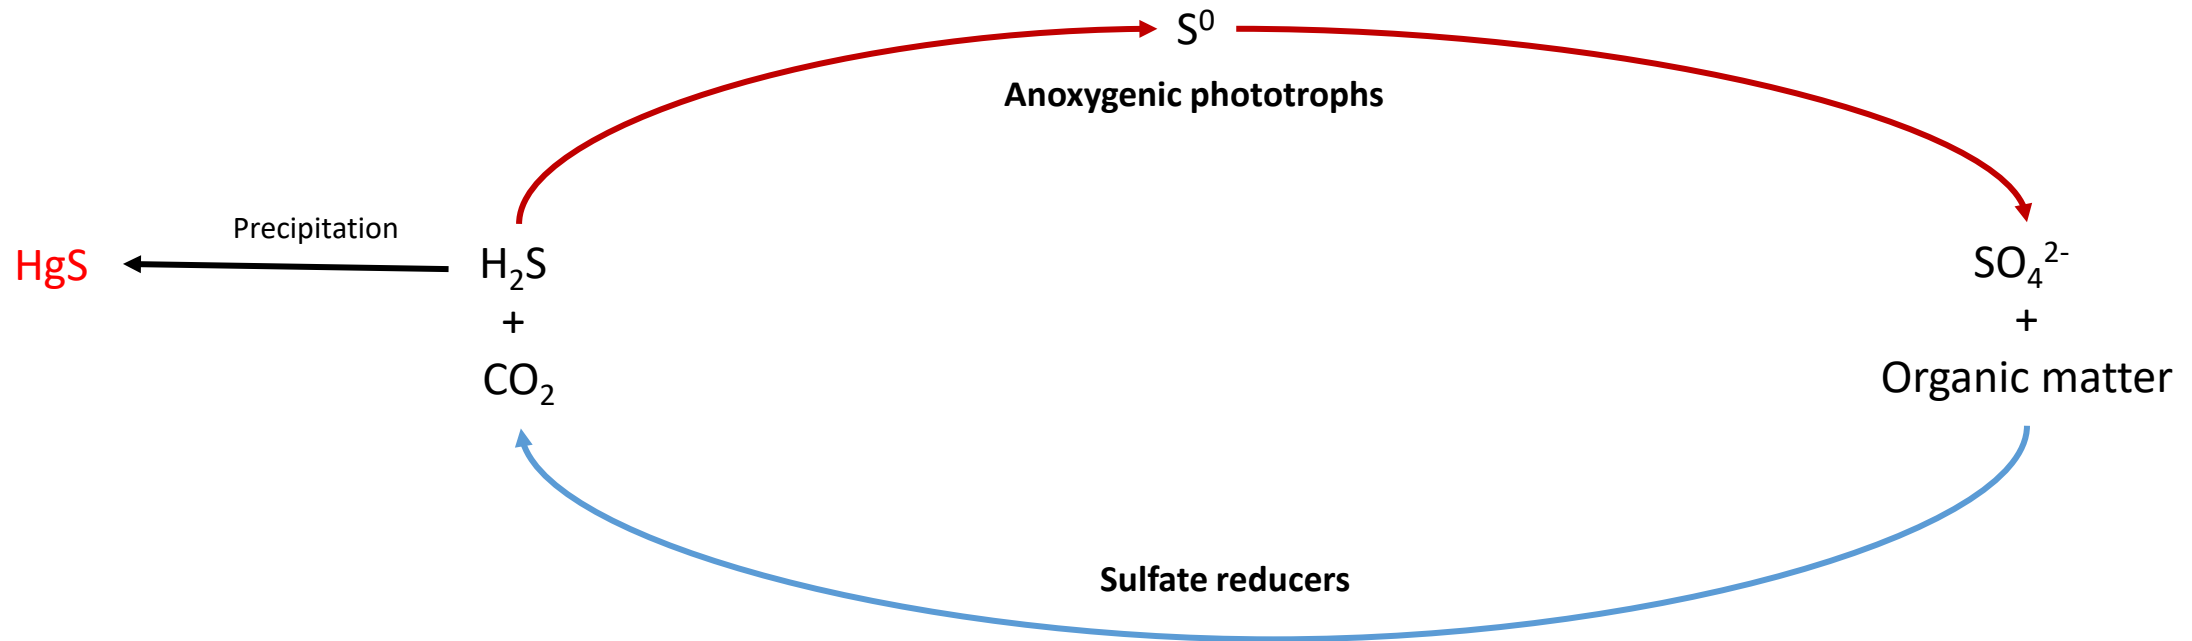 S⁰
Anoxygenic phototrophs
Precipitation
HgS
H₂S
+
CO₂
SO₄²⁻
+
Organic matter
Sulfate reducers